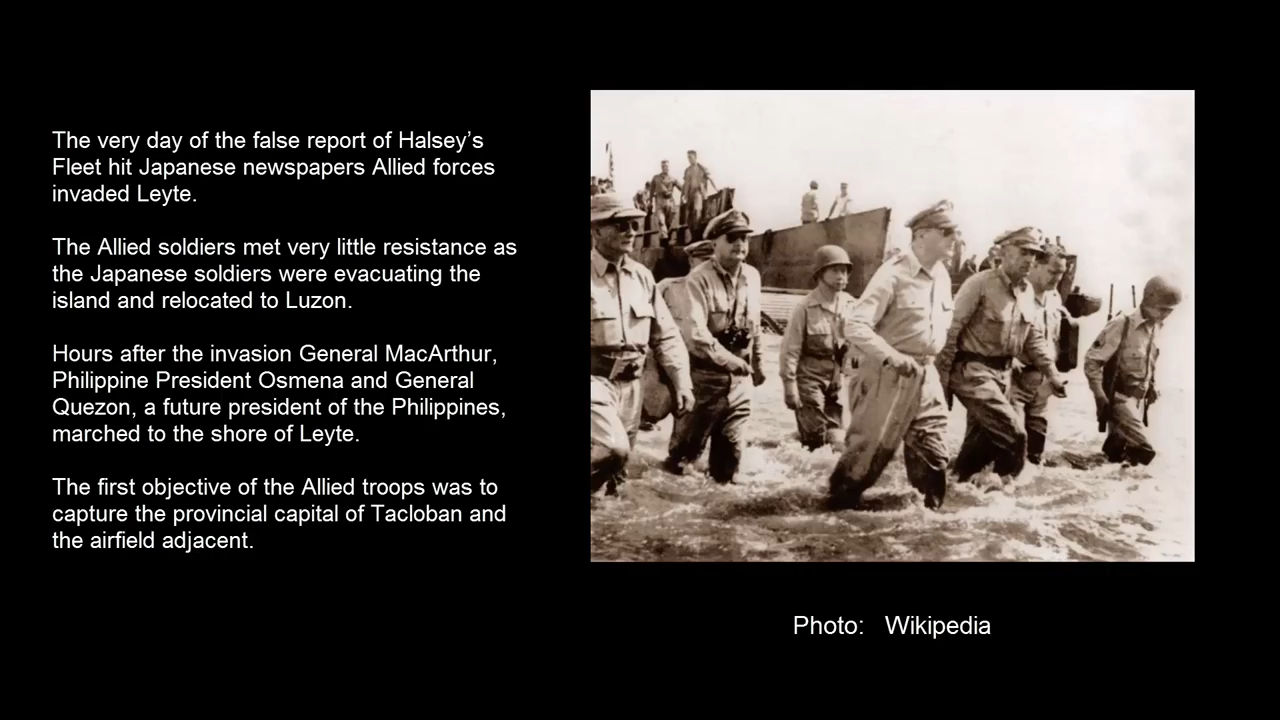 The very day of the false report of Halsey’s
Fleet hit Japanese newspapers Allied forces
invaded Leyte.
The Allied soldiers met very little resistance as
the Japanese soldiers were evacuating the
island and relocated to Luzon.
Hours after the invasion General MacArthur,
Philippine President Osmena and General
Quezon, a future president of the Philippines,
marched to the shore of Leyte.
The first objective of the Allied troops was to
capture the provincial capital of Tacloban and
the airfield adjacent.
Photo:   Wikipedia